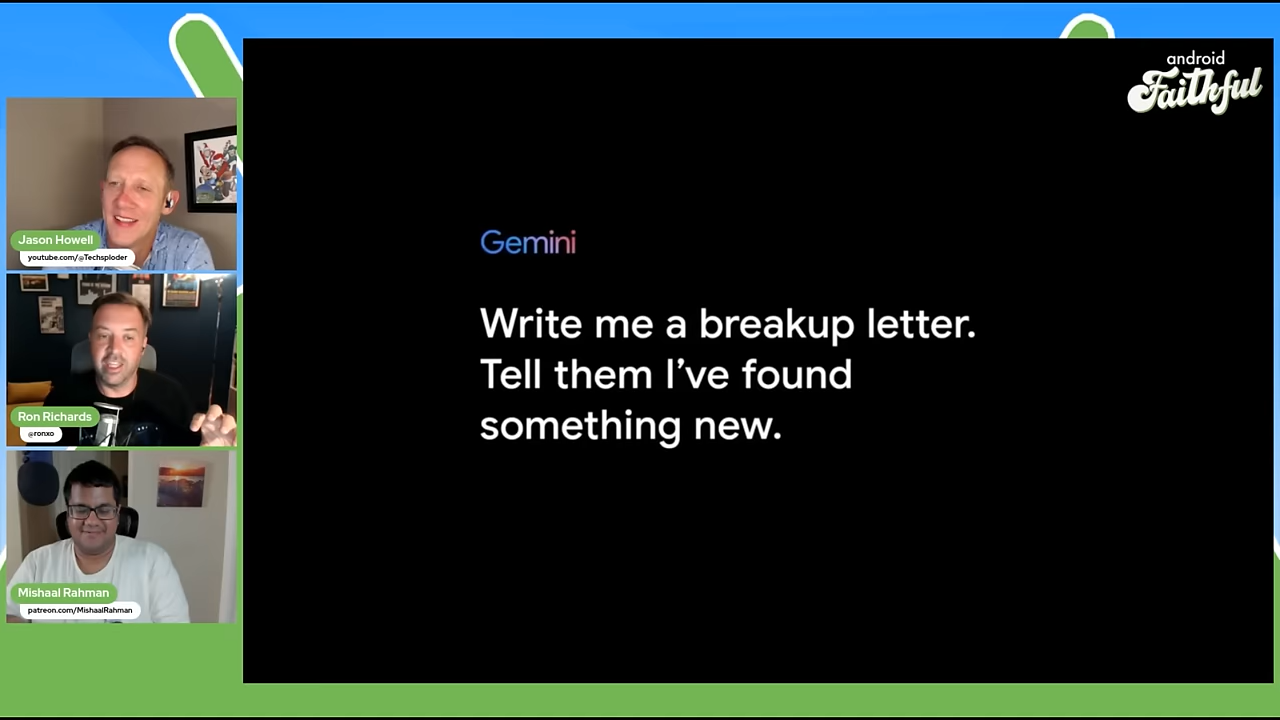 android
Faithful
Jason Howell
youtube.com/@Techsploder
Ron Richards
@ronxo
Mishaal Rahman
patreon.com/MishaalRahman
Gemini
Write me a breakup letter.
Tell them I’ve found
something new.